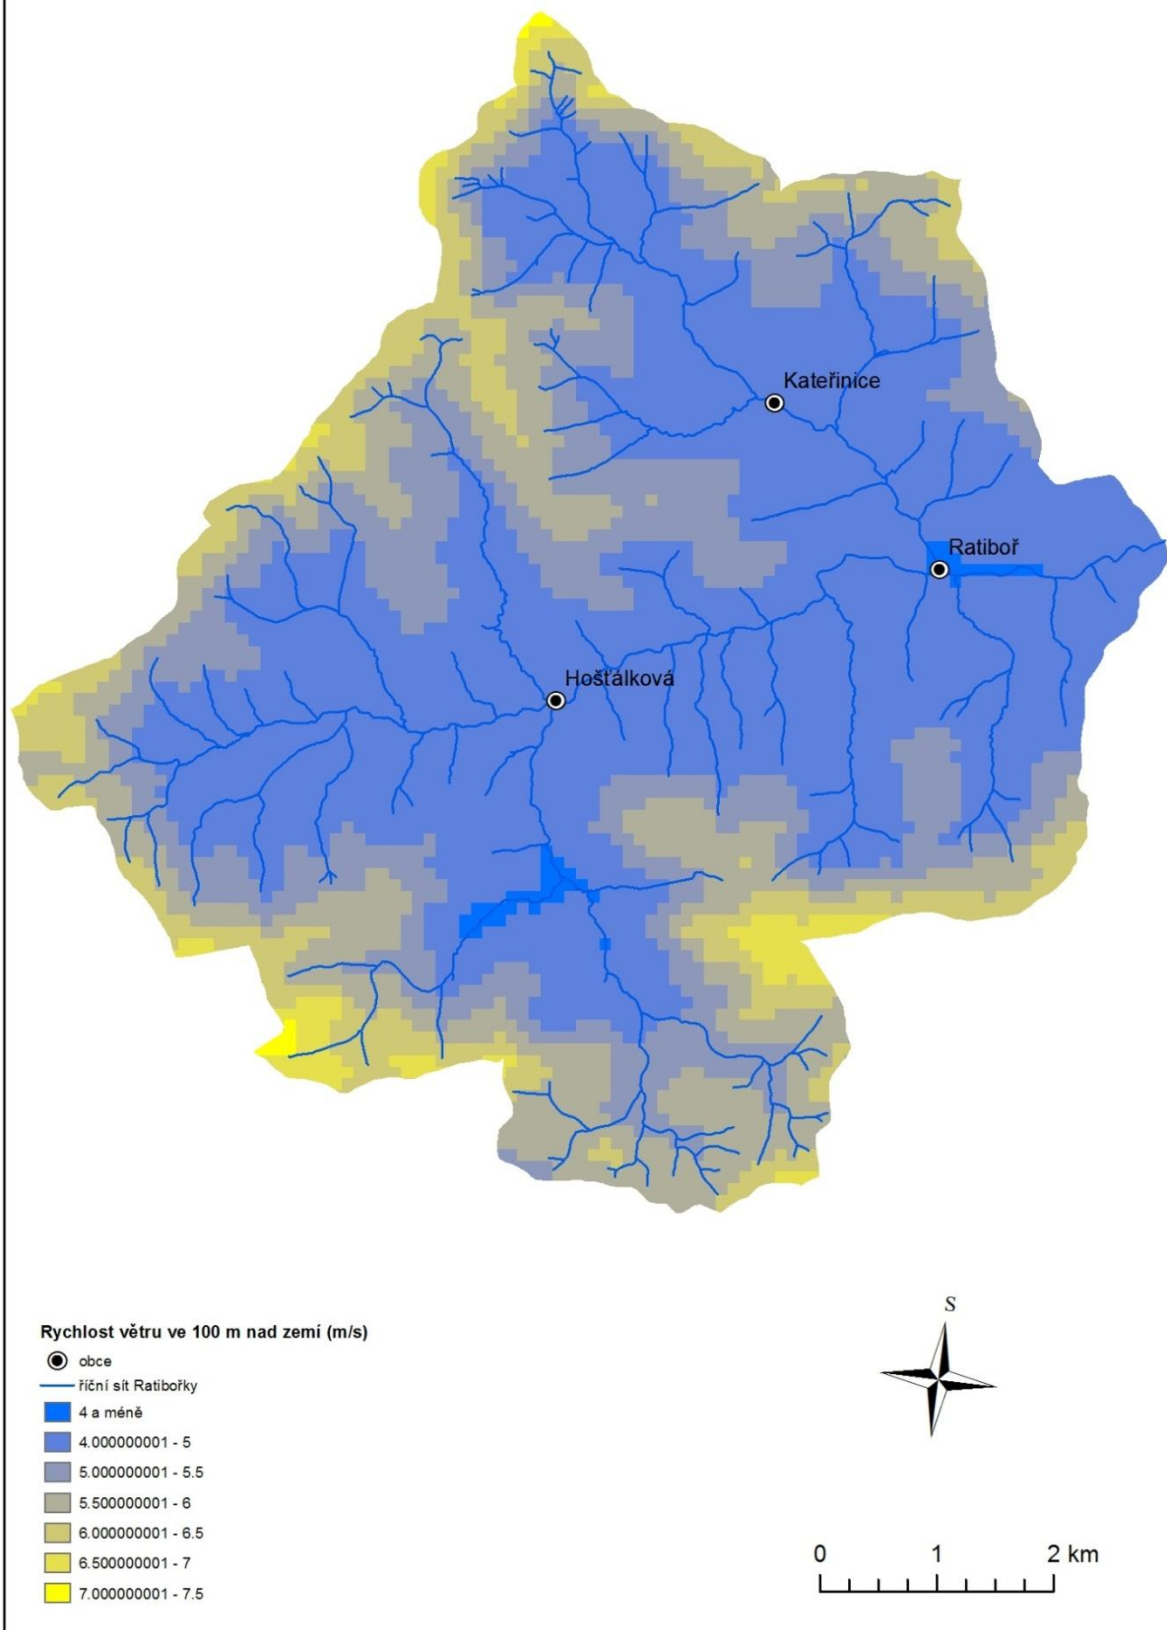 Kateřinice
Ratiboř
Hošťálková
Rychlost větru ve 100 m nad zemí (m/s)
obce
říční sít Ratibořky
4 a méně
4.000000001 - 5
5.000000001 - 5.5
5.500000001 - 6
6.000000001 - 6.5
6.500000001 - 7
7.000000001 - 7.5
S
0 1 2 km